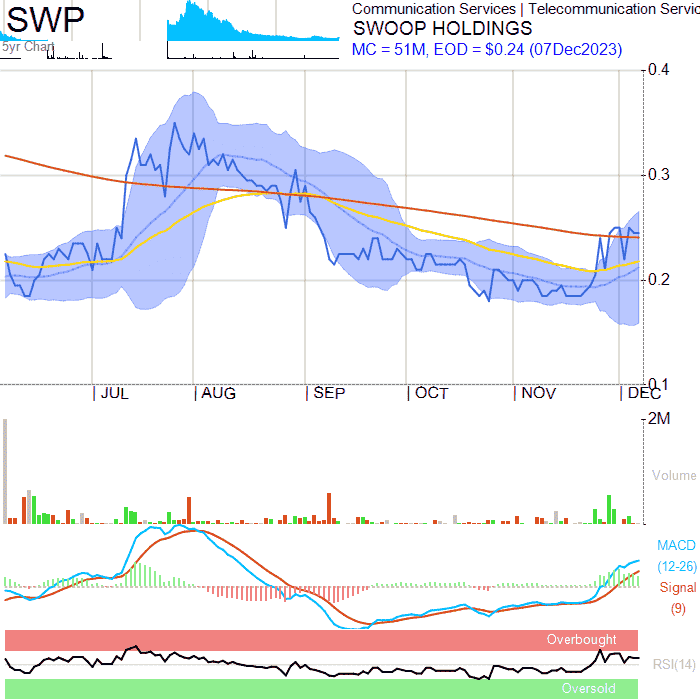 SWP
Communication Services | Telecommunication Servic
5yr Chart
SWOOP HOLDINGS
MC = 51M, EOD = $0.24 (07Dec2023)
0.4
0.3
0.2
0.1
JUL
AUG
SEP
OCT
NOV
DEC
2M
Volume
MACD
(12-26)
Signal
(9)
Overbought
RSI(14)
Oversold